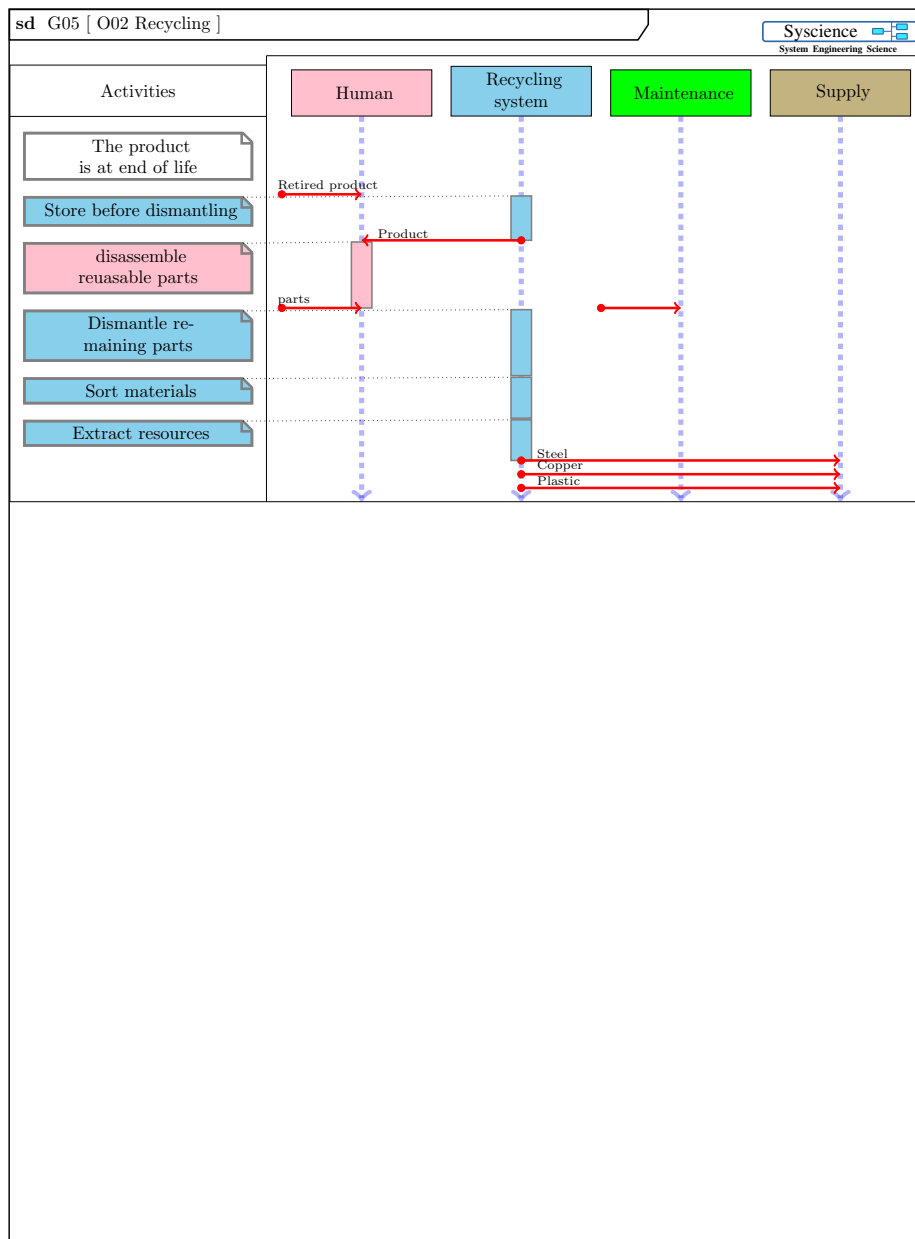 sd G05 [ O02 Recycling ]
Syscience
System Engineering Science
Activities
Human
Recycling
system
Maintenance
Supply
The product
is at end of life
Retired product
Store before dismantling
Product
disassemble
reuasable parts
parts
Dismantle re-
maining parts
Sort materials
Extract resources
Steel
Copper
Plastic